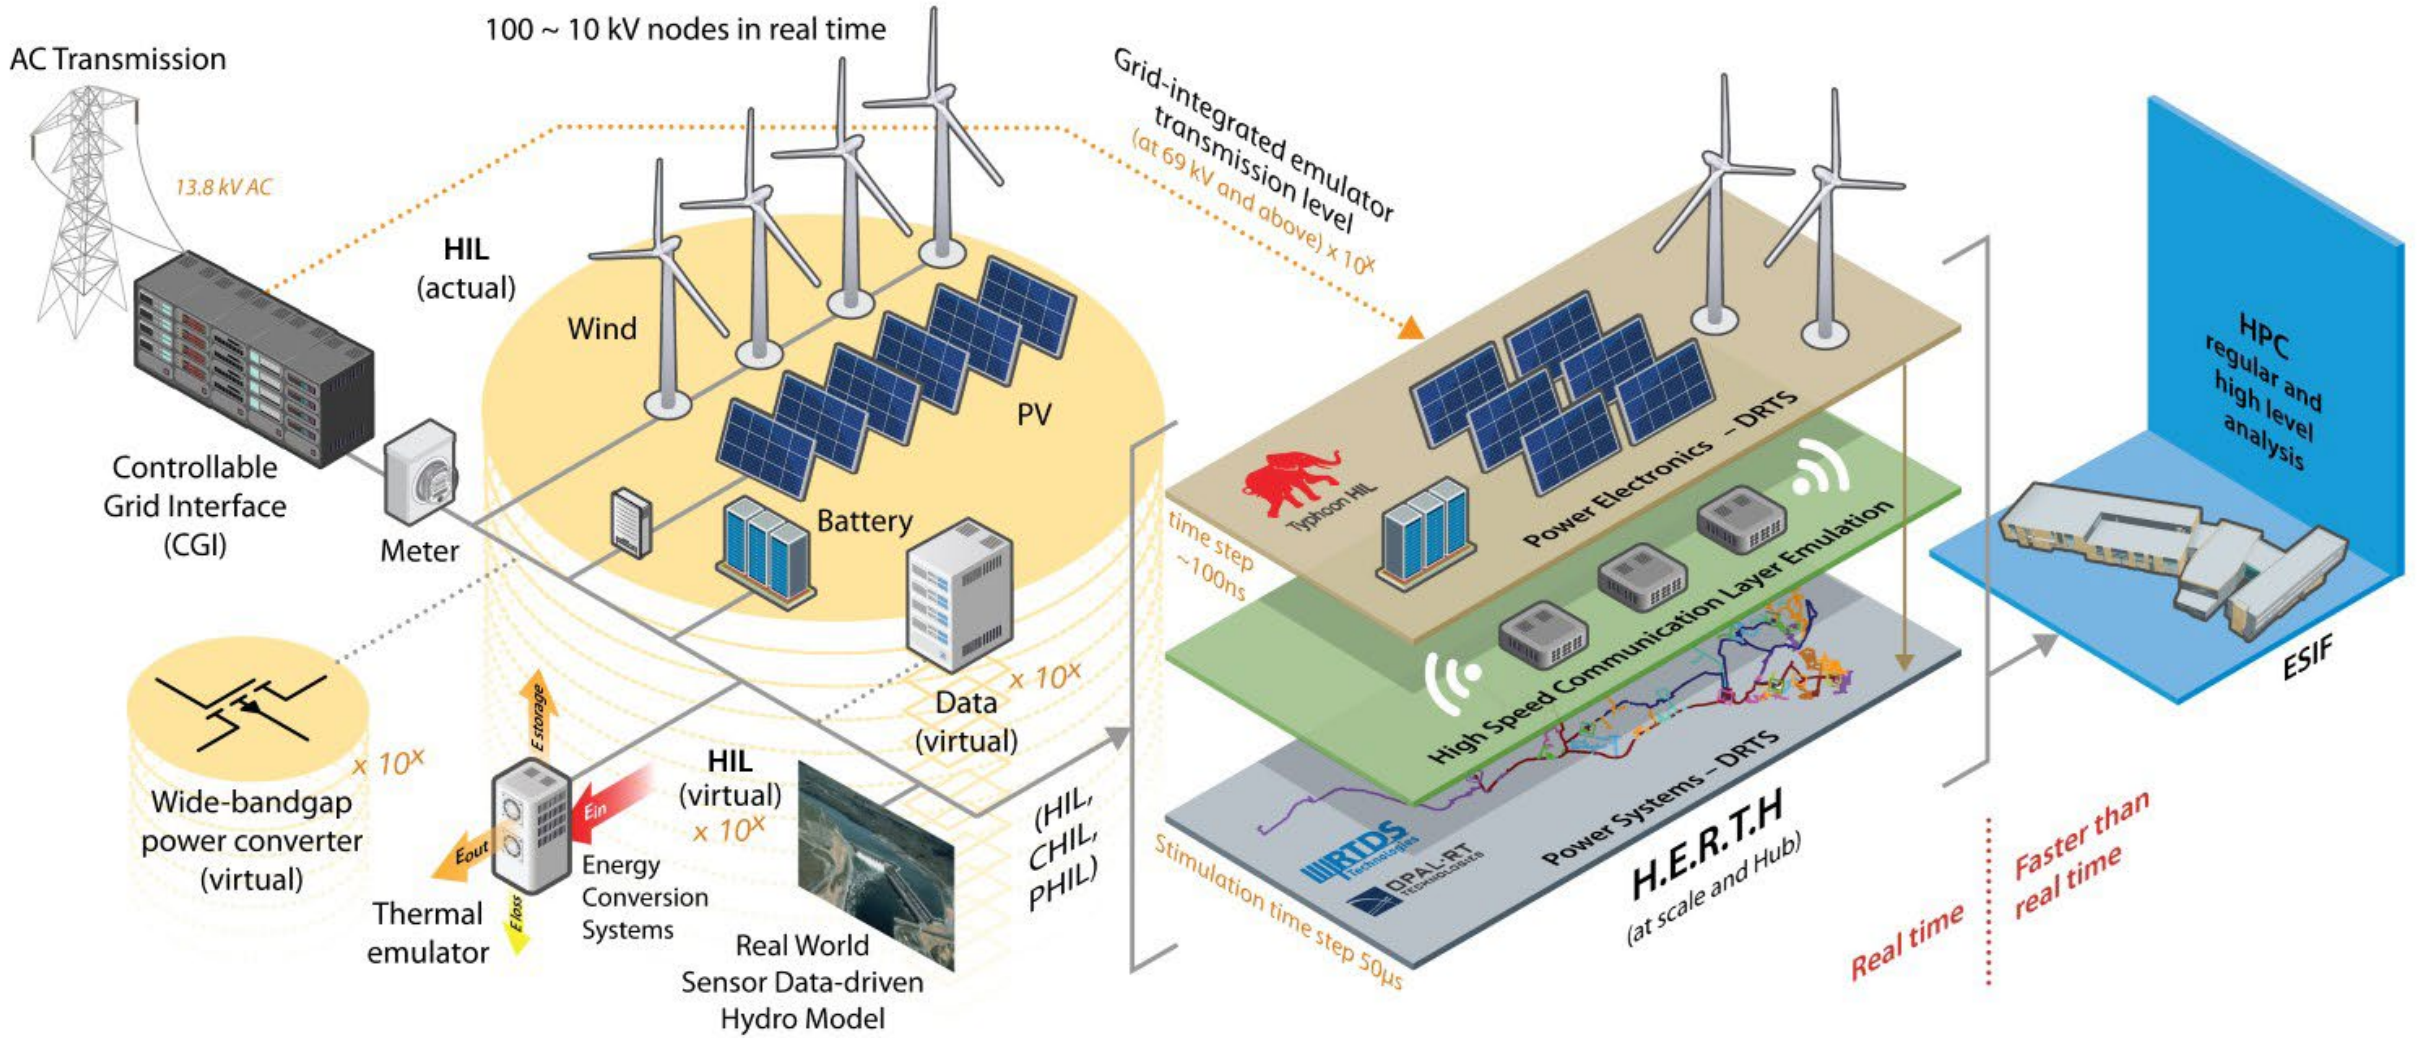 100 ~ 10 kV nodes in real time
AC Transmission
13.8 kV AC
HIL
(actual)
Wind
PV
Controllable
Grid Interface
(CGI)
Meter
Battery
Data
(virtual)
x 10x
Wide-bandgap
power converter
(virtual)
x 10x
E storage
Ein
Eout
E loss
Thermal
emulator
Energy
Conversion
Systems
HIL
(virtual)
x 10x
Real World
Sensor Data-driven
Hydro Model
(HIL,
CHIL,
PHIL)
Grid-integrated emulator
transmission level
(at 69 kV and above) x 10x
Typhoon HIL
Power Electronics – DRTS
time step
~100ns
High Speed Communication Layer Emulation
RTDS
Technologies
OPAL-RT
TECHNOLOGIES
Power Systems – DRTS
Stimulation time step 50µs
H.E.R.T.H
(at scale and Hub)
Real time
Faster than
real time
HPC
regular and
high level
analysis
ESIF